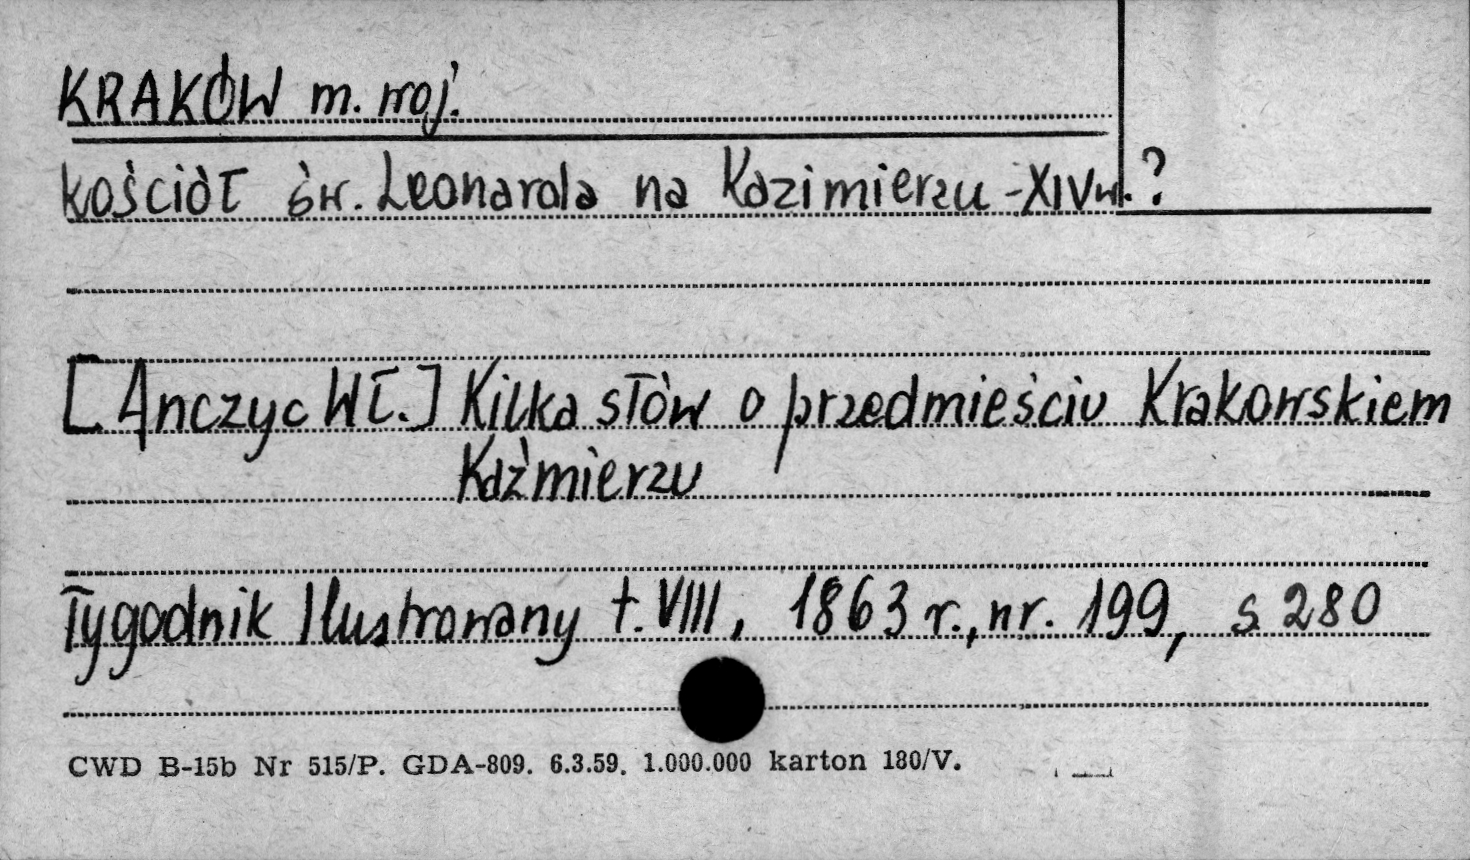 KRAKÓW m. woj.
kościół św. Leonarda na Kazimierzu - XIV w. ?
[Anczyc Wł.] Kilka słów o przedmieściu Krakowskiem
Kaźmierzu
Tygodnik Ilustrowany t. VIII, 1863 r., nr. 199, s 280
CWD B-15b Nr 515/P. GDA-809. 6.3.59. 1.000.000 karton 180/V.